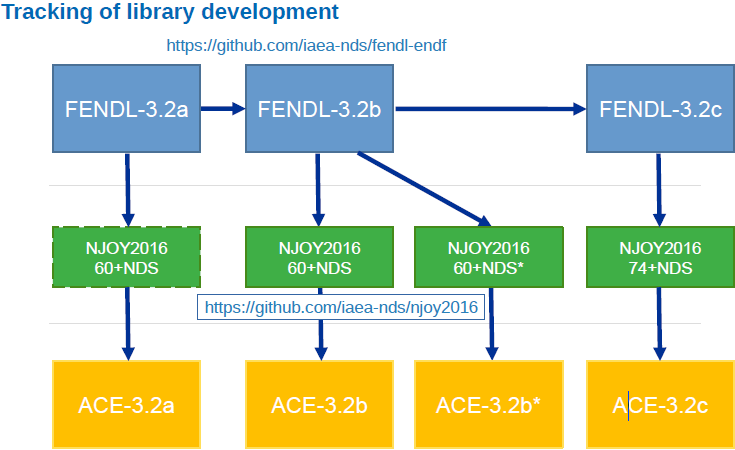 Tracking of library development
https://github.com/iaea-nds/fendl-endf
FENDL-3.2a
FENDL-3.2b
FENDL-3.2c
NJOY2016
60+NDS
NJOY2016
60+NDS
NJOY2016
60+NDS*
NJOY2016
74+NDS
https://github.com/iaea-nds/njoy2016
ACE-3.2a
ACE-3.2b
ACE-3.2b*
ACE-3.2c